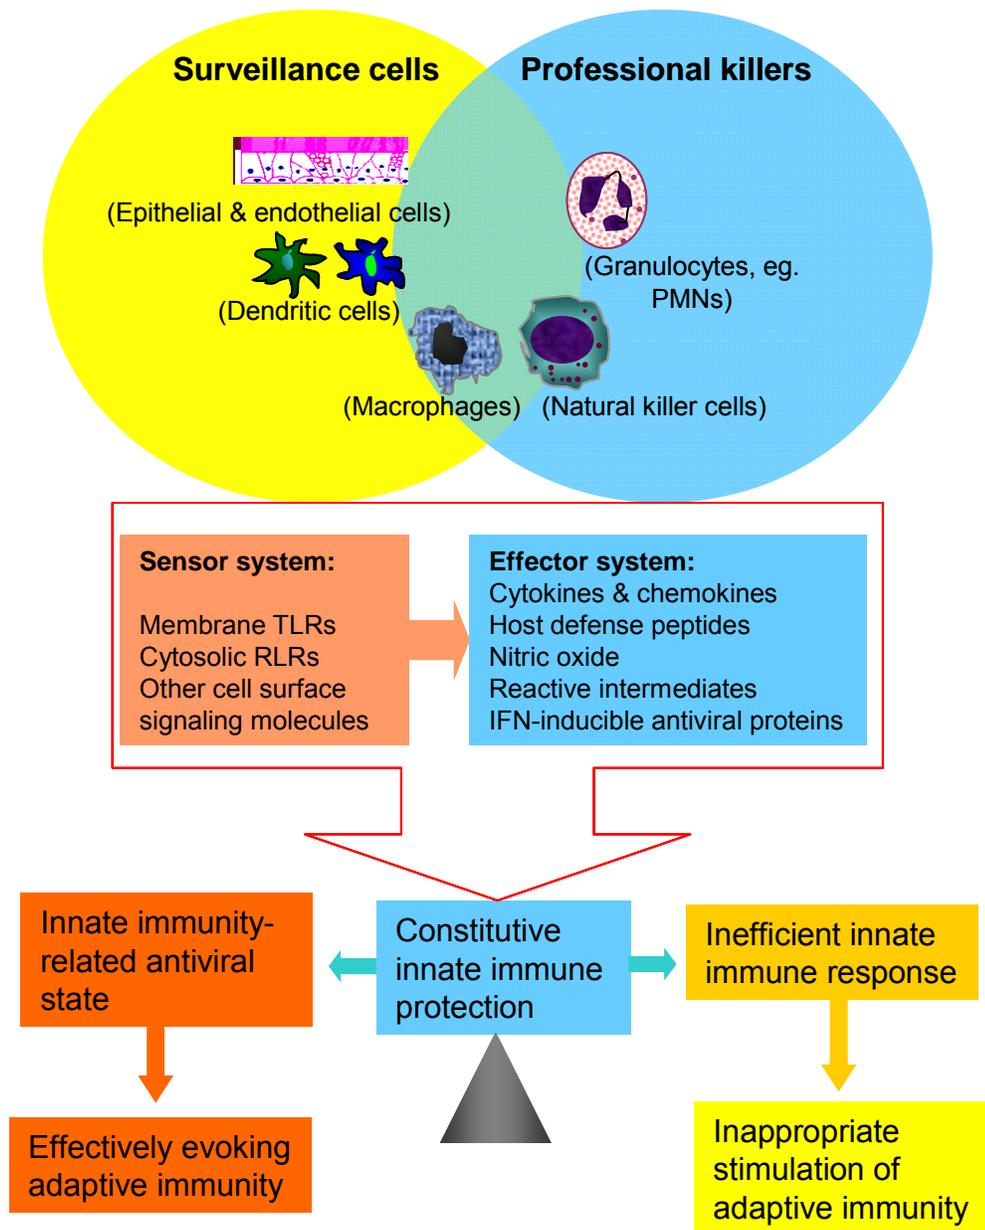 Surveillance cells
Professional killers
(Epithelial & endothelial cells)
(Granulocytes, eg.
PMNs)
(Dendritic cells)
(Macrophages)
(Natural killer cells)
Sensor system:
Membrane TLRs
Cytosolic RLRs
Other cell surface
signaling molecules
Effector system:
Cytokines & chemokines
Host defense peptides
Nitric oxide
Reactive intermediates
IFN-inducible antiviral proteins
Innate immunity-
related antiviral
state
Constitutive
innate immune
protection
Inefficient innate
immune response
Effectively evoking
adaptive immunity
Inappropriate
stimulation of
adaptive immunity